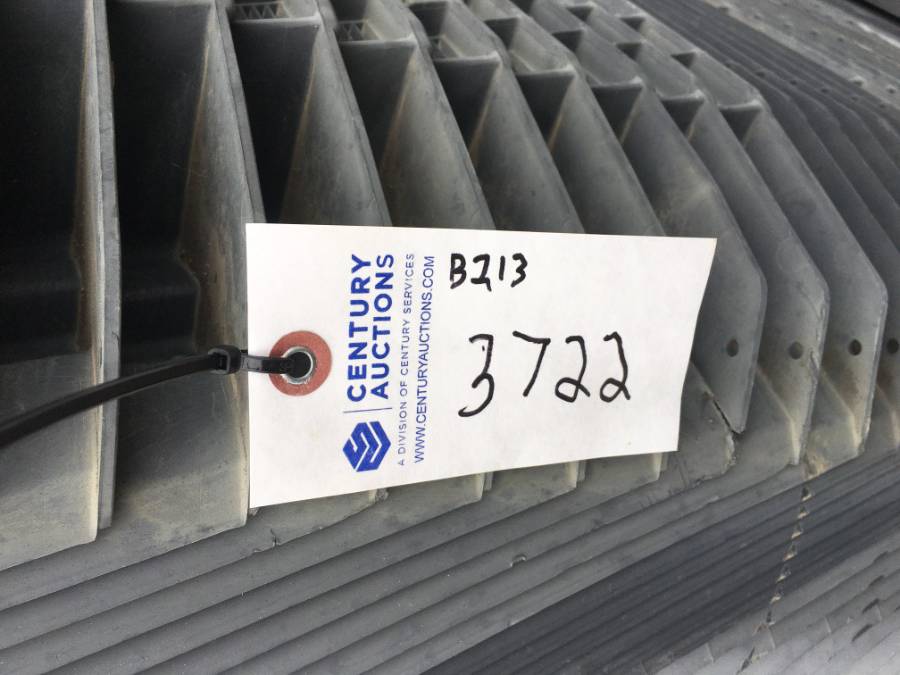 CENTURY
AUCTIONS
A DIVISION OF CENTURY SERVICES
WWW.CENTURYAUCTIONS.COM
B213
3722